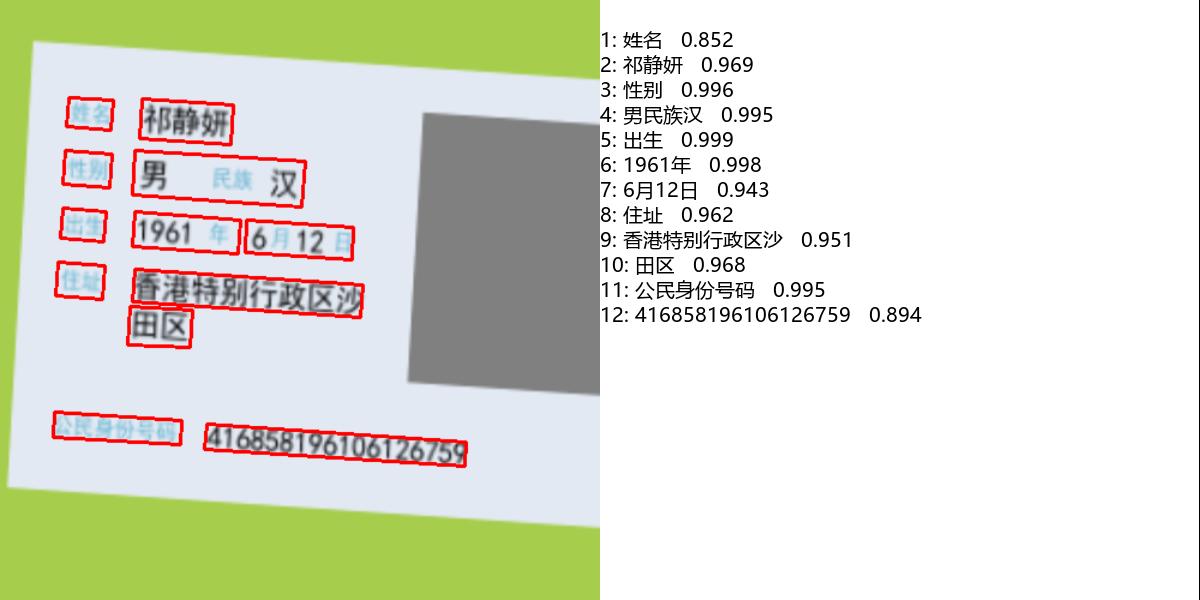 姓名 祁静妍
性别 男 民族 汉
出生 1961 年 6 月 12 日
住址 香港特别行政区沙
田区
公民身份号码 416858196106126759
1: 姓名 0.852
2: 祁静妍 0.969
3: 性别 0.996
4: 男民族汉 0.995
5: 出生 0.999
6: 1961年 0.998
7: 6月12日 0.943
8: 住址 0.962
9: 香港特别行政区沙 0.951
10: 田区 0.968
11: 公民身份号码 0.995
12: 416858196106126759 0.894